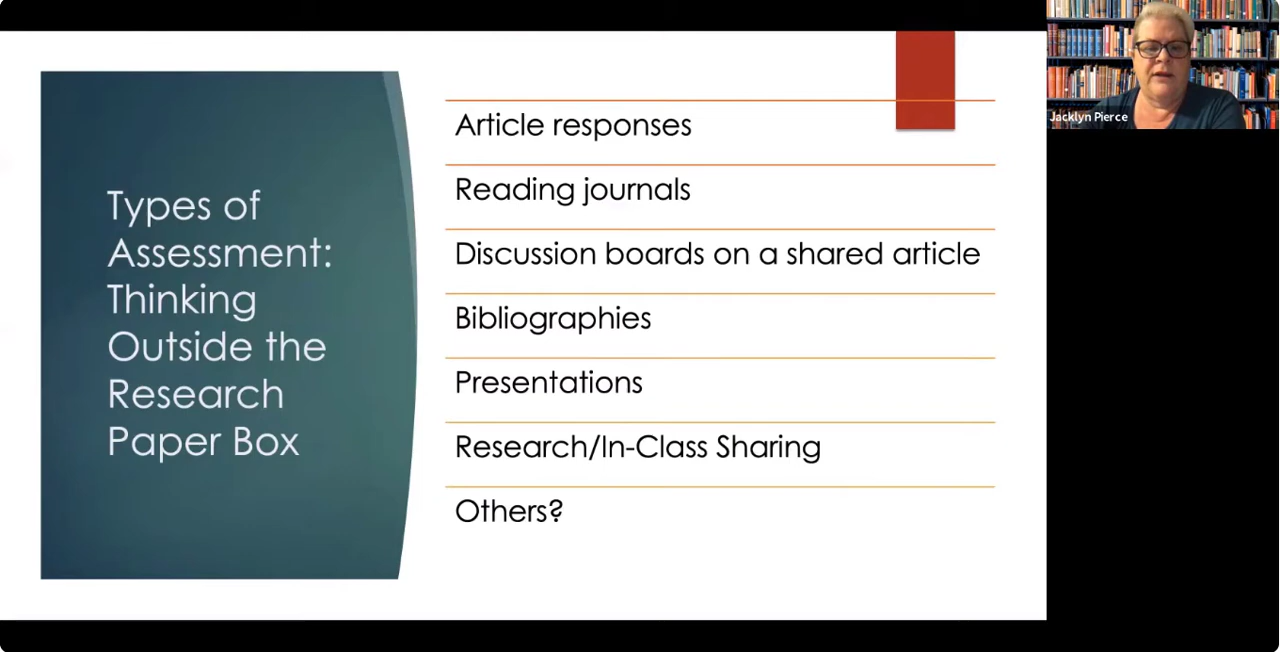 Types of
Assessment:
Thinking
Outside the
Research
Paper Box
Article responses
Reading journals
Discussion boards on a shared article
Bibliographies
Presentations
Research/In-Class Sharing
Others?
Jacklyn Pierce